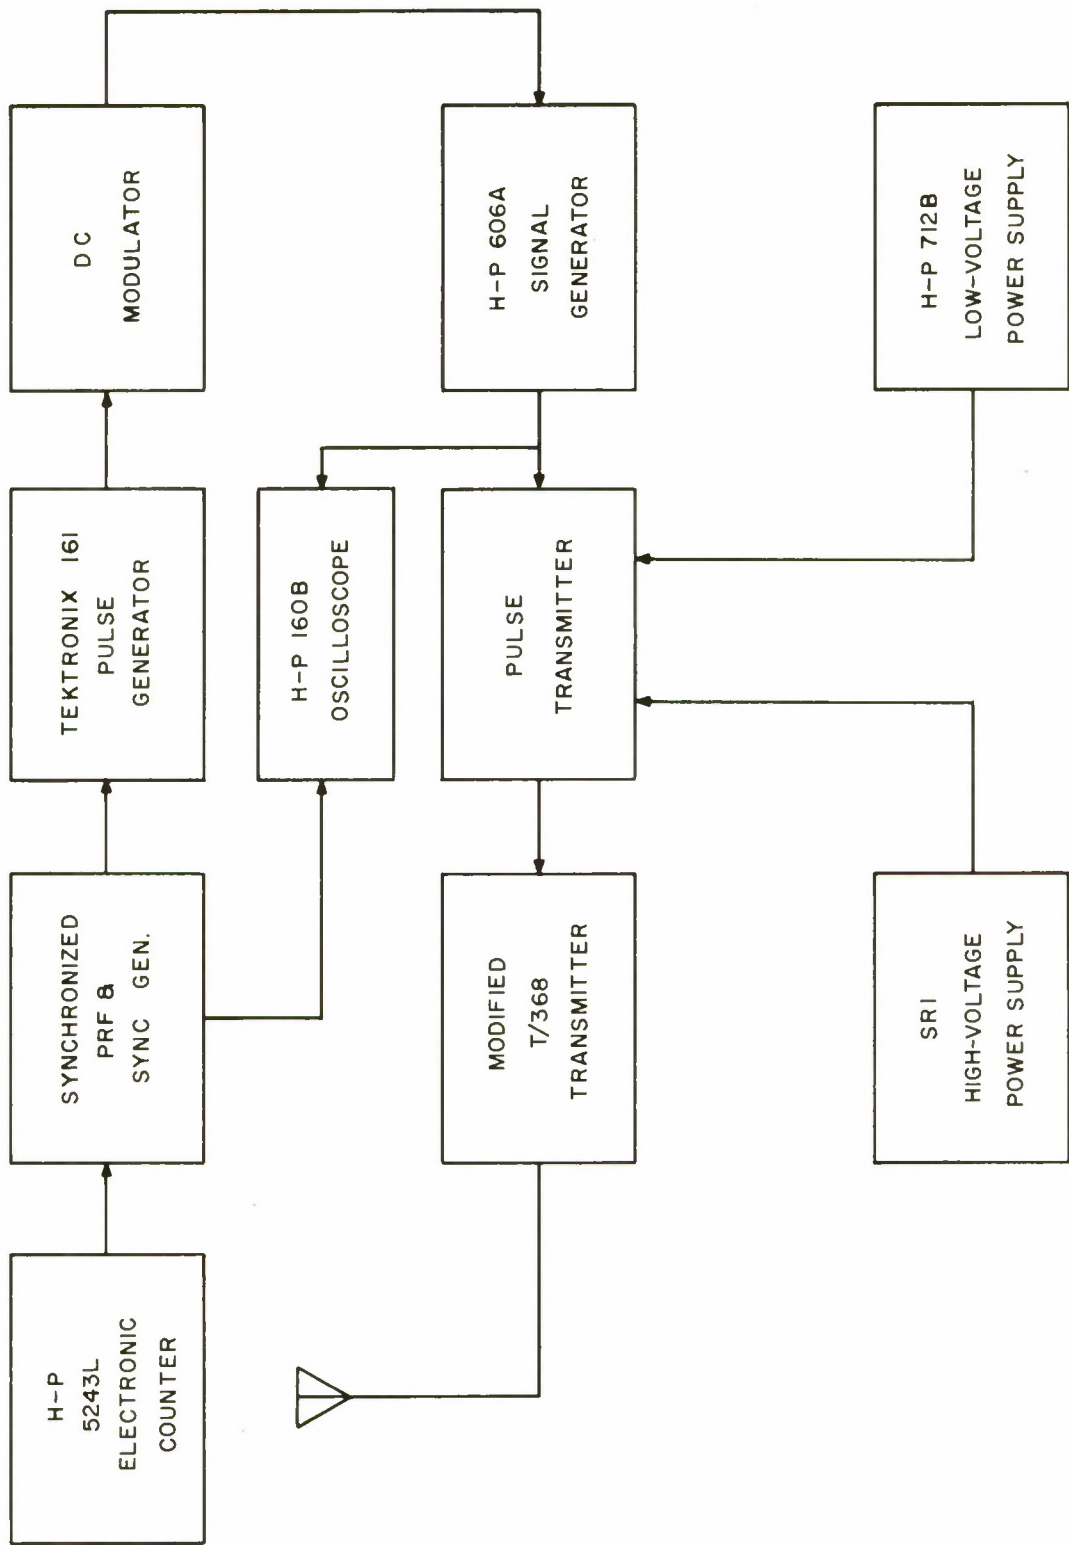 H-P
5243L
ELECTRONIC
COUNTER
SYNCHRONIZED
PRF &
SYNC GEN.
TEKTRONIX 161
PULSE
GENERATOR
DC
MODULATOR
H-P 160B
OSCILLOSCOPE
MODIFIED
T/368
TRANSMITTER
PULSE
TRANSMITTER
H-P 606A
SIGNAL
GENERATOR
SRI
HIGH-VOLTAGE
POWER SUPPLY
H-P 712B
LOW-VOLTAGE
POWER SUPPLY